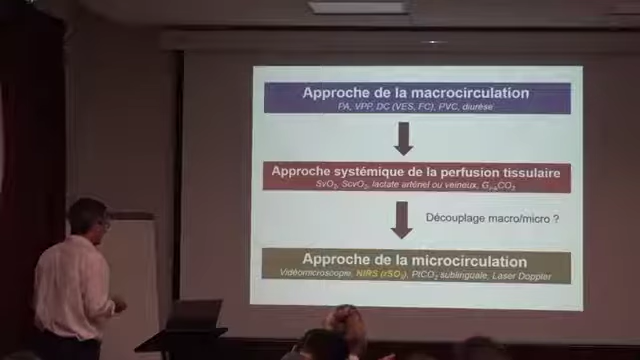 Approche de la macrocirculation
PA, VPP, DC (VES, FC), PVC, diurèse
Approche systémique de la perfusion tissulaire
SvO2, ScvO2, lactate artériel ou veineux, Gv-aCO2
Découplage macro/micro ?
Approche de la microcirculation
Vidéomicroscopie, NIRS (rSO2), PtCO2 sublinguale, Laser Doppler